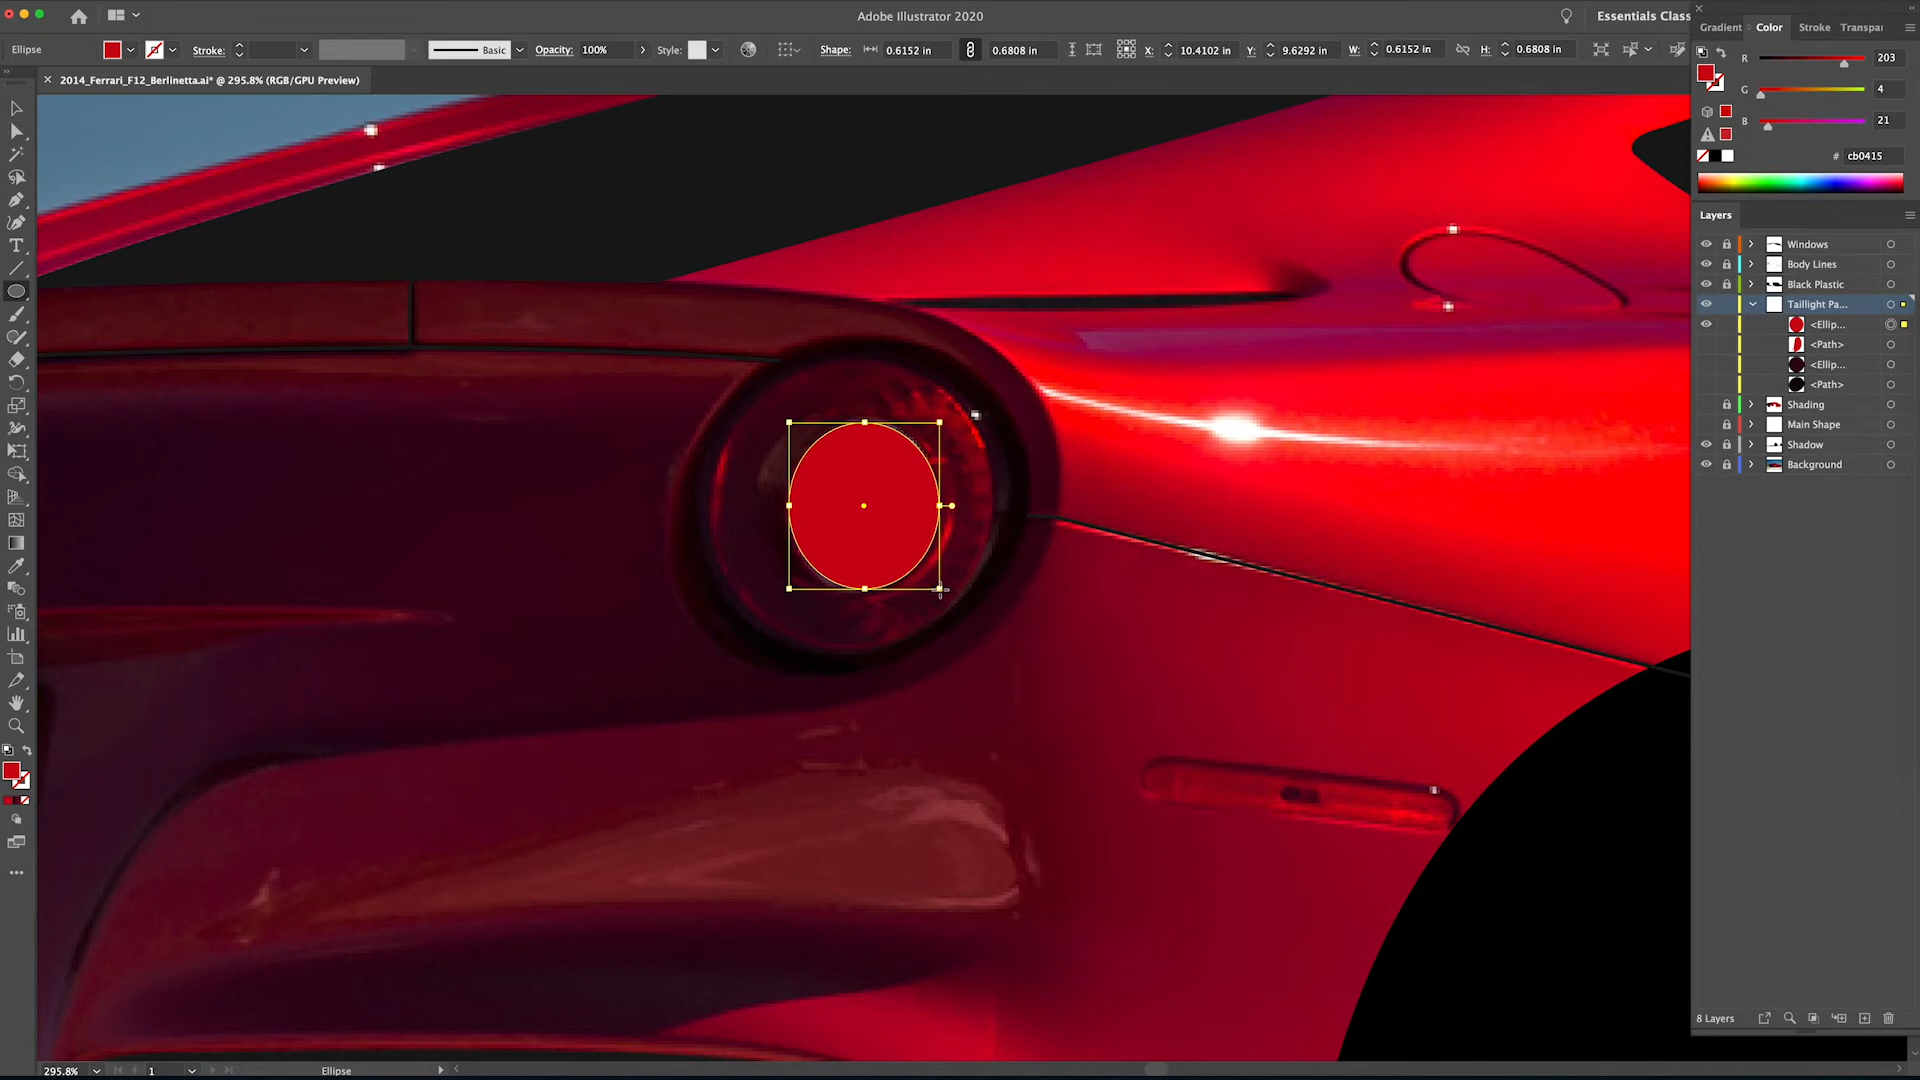 Adobe Illustrator 2020
Essentials Class
Ellipse
Stroke:
Basic
Opacity: 100%
Style:
Shape: 0.6152 in 0.6808 in
X: 10.4102 in
Y: 9.6292 in
W: 0.6152 in
H: 0.6808 in
2014_Ferrari_F12_Berlinetta.ai* @ 295.8% (RGB/GPU Preview)
Gradient Color Stroke Transpar
R 203
G 4
B 21
# cb0415
Layers
Windows
Body Lines
Black Plastic
Taillight Pa...
<Ellip...
<Path>
<Ellip...
<Path>
Shading
Main Shape
Shadow
Background
8 Layers
295.8% 1 Ellipse